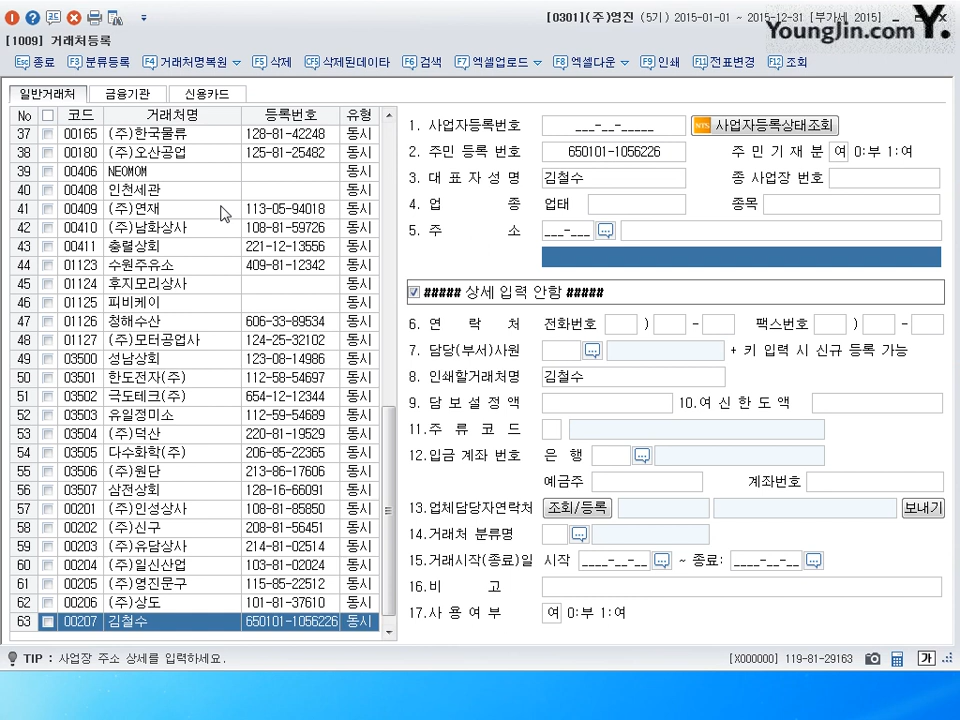 [0301](주)영진 (5기) 2015-01-01 ~ 2015-12-31 [부가세 2015]
YoungJin.com Y.
[1009] 거래처등록
Esc 종료 F3 분류등록 F4 거래처명복원 F5 삭제 CF5 삭제된데이타 F6 검색 F7 엑셀업로드 F8 엑셀다운 F9 인쇄 F11 전표변경 F12 조회
일반거래처 금융기관 신용카드
No 코드 거래처명 등록번호 유형
37 00165 (주)한국물류 128-81-42248 동시
38 00180 (주)오산공업 125-81-25482 동시
39 00406 NEOMOM 동시
40 00408 인천세관 동시
41 00409 (주)연재 113-05-94018 동시
42 00410 (주)남화상사 108-81-59726 동시
43 00411 충렬상회 221-12-13556 동시
44 01123 수원주유소 409-81-12342 동시
45 01124 후지모리상사 동시
46 01125 피비케이 동시
47 01126 청해수산 606-33-89534 동시
48 01127 (주)모터공업사 124-25-32102 동시
49 03500 성남상회 123-08-14986 동시
50 03501 한도전자(주) 112-58-54697 동시
51 03502 극도테크(주) 654-12-12344 동시
52 03503 유일정미소 112-59-54689 동시
53 03504 (주)덕산 220-81-19529 동시
54 03505 다수화학(주) 206-85-22365 동시
55 03506 (주)원단 213-86-17606 동시
56 03507 삼전상회 128-16-66091 동시
57 00201 (주)인성상사 108-81-85850 동시
58 00202 (주)신구 208-81-56451 동시
59 00203 (주)유담상사 214-81-02514 동시
60 00204 (주)일신산업 103-81-02024 동시
61 00205 (주)영진문구 115-85-22512 동시
62 00206 (주)상도 101-81-37610 동시
63 00207 김철수 650101-1056226 동시
1. 사업자등록번호 ___-__-_____ NTS 사업자등록상태조회
2. 주민 등록 번호 650101-1056226 주 민 기 재 분 여 0:부 1:여
3. 대 표 자 성 명 김철수 종 사업장 번호
4. 업 종 업태 종목
5. 주 소 ___-___
##### 상세 입력 안함 #####
6. 연 락 처 전화번호 ) - 팩스번호 ) -
7. 담당(부서)사원 + 키 입력 시 신규 등록 가능
8. 인쇄할거래처명 김철수
9. 담 보 설 정 액 10.여 신 한 도 액
11.주 류 코 드
12.입금 계좌 번호 은 행
예금주 계좌번호
13.업체담당자연락처 조회/등록 보내기
14.거래처 분류명
15.거래시작(종료)일 시작 ____-__-__ ~ 종료: ____-__-__
16.비 고
17.사 용 여 부 여 0:부 1:여
TIP : 사업장 주소 상세를 입력하세요. [X000000] 119-81-29163 가